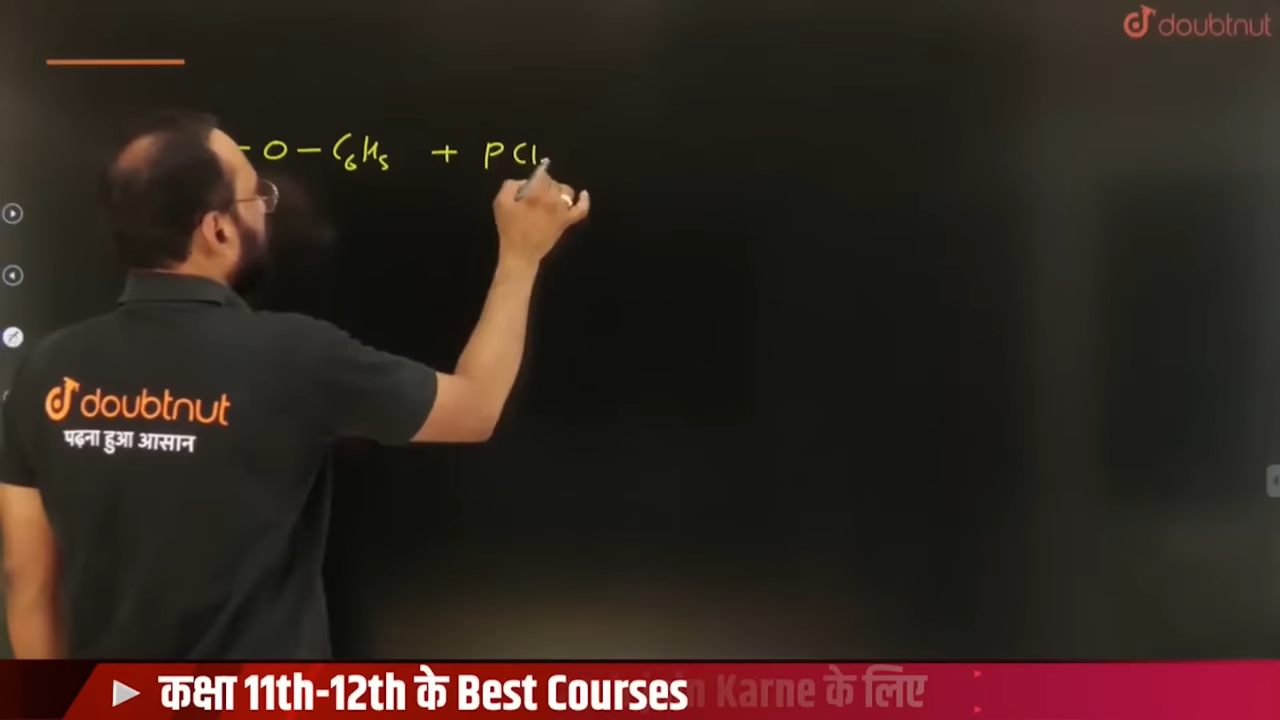 doubtnut
- O - C6H5 + PCl
doubtnut
पढ़ना हुआ आसान
कक्षा 11th-12th के Best Courses
Karne के लिए